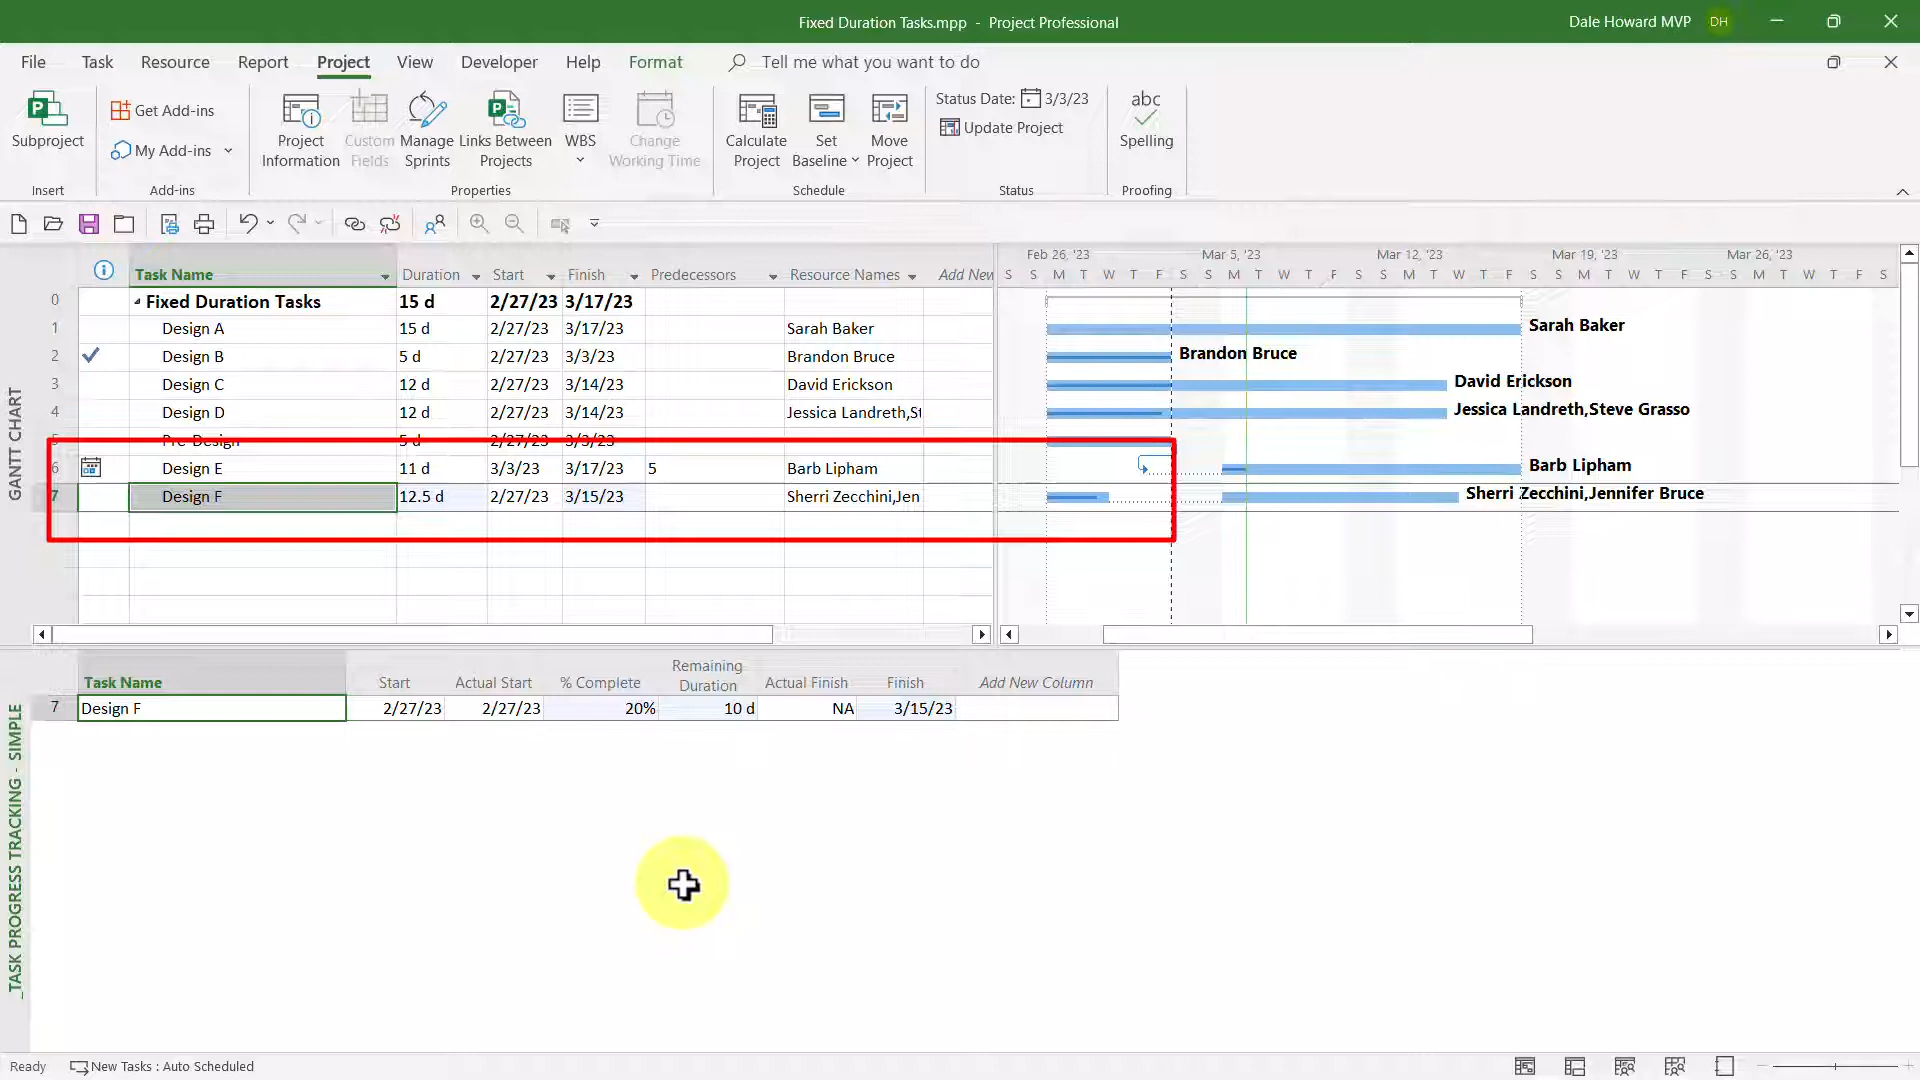 Fixed Duration Tasks.mpp - Project Professional
Dale Howard MVP DH
File Task Resource Report Project View Developer Help Format Tell me what you want to do
Subproject
Insert
Get Add-ins
My Add-ins
Add-ins
Project Information
Custom Fields
Manage Sprints
Links Between Projects
WBS
Change Working Time
Properties
Calculate Project
Set Baseline
Move Project
Schedule
Status Date: 3/3/23
Update Project
Status
abc
Spelling
Proofing
GANTT CHART
Task Name Duration Start Finish Predecessors Resource Names Add New
Feb 26, '23 Mar 5, '23 Mar 12, '23 Mar 19, '23 Mar 26, '23
S S M T W T F S S M T W T F S S M T W T F S S M T W T F S S M T W T F S
0 Fixed Duration Tasks 15 d 2/27/23 3/17/23
1 Design A 15 d 2/27/23 3/17/23 Sarah Baker Sarah Baker
2 Design B 5 d 2/27/23 3/3/23 Brandon Bruce Brandon Bruce
3 Design C 12 d 2/27/23 3/14/23 David Erickson David Erickson
4 Design D 12 d 2/27/23 3/14/23 Jessica Landreth,St Jessica Landreth,Steve Grasso
5 Pre-Design 5 d 2/27/23 3/3/23
6 Design E 11 d 3/3/23 3/17/23 5 Barb Lipham Barb Lipham
7 Design F 12.5 d 2/27/23 3/15/23 Sherri Zecchini,Jen Sherri Zecchini,Jennifer Bruce
_TASK PROGRESS TRACKING - SIMPLE
Task Name Start Actual Start % Complete Remaining Duration Actual Finish Finish Add New Column
7 Design F 2/27/23 2/27/23 20% 10 d NA 3/15/23
Ready New Tasks : Auto Scheduled